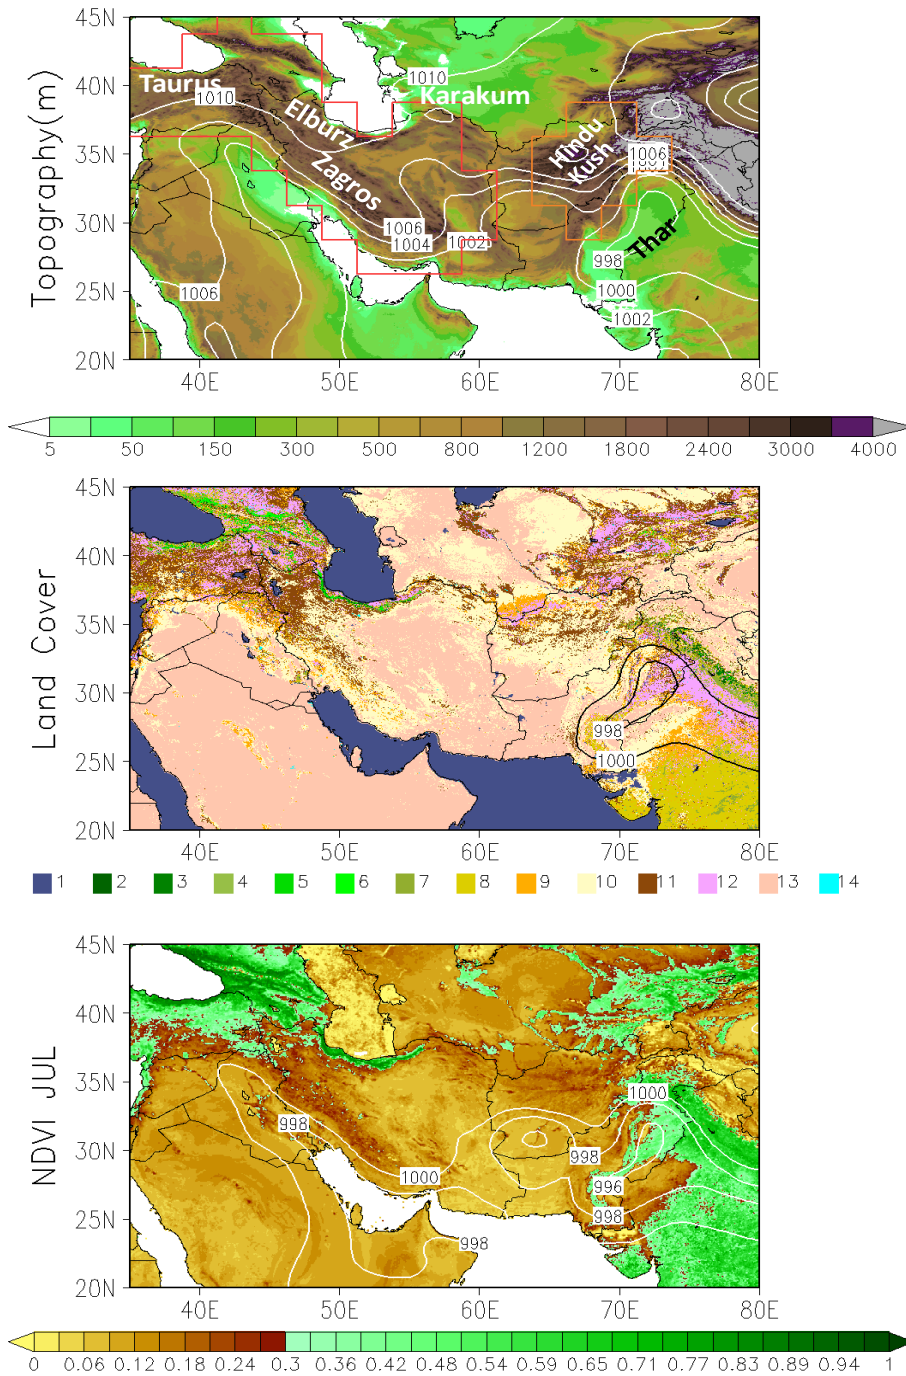 Topography(m)
45N
40N
35N
30N
25N
20N
Taurus
1010
Elburz
Zagros
1010
Karakum
Hindu
Kush
1006
1006
1004
1002
Thar
998
1000
1002
1006
40E 50E 60E 70E 80E
5 50 150 300 500 800 1200 1800 2400 3000 4000
Land Cover
45N
40N
35N
30N
25N
20N
998
1000
40E 50E 60E 70E 80E
1 2 3 4 5 6 7 8 9 10 11 12 13 14
NDVI JUL
45N
40N
35N
30N
25N
20N
1000
998
998
1000
996
998
998
40E 50E 60E 70E 80E
0 0.06 0.12 0.18 0.24 0.3 0.36 0.42 0.48 0.54 0.59 0.65 0.71 0.77 0.83 0.89 0.94 1